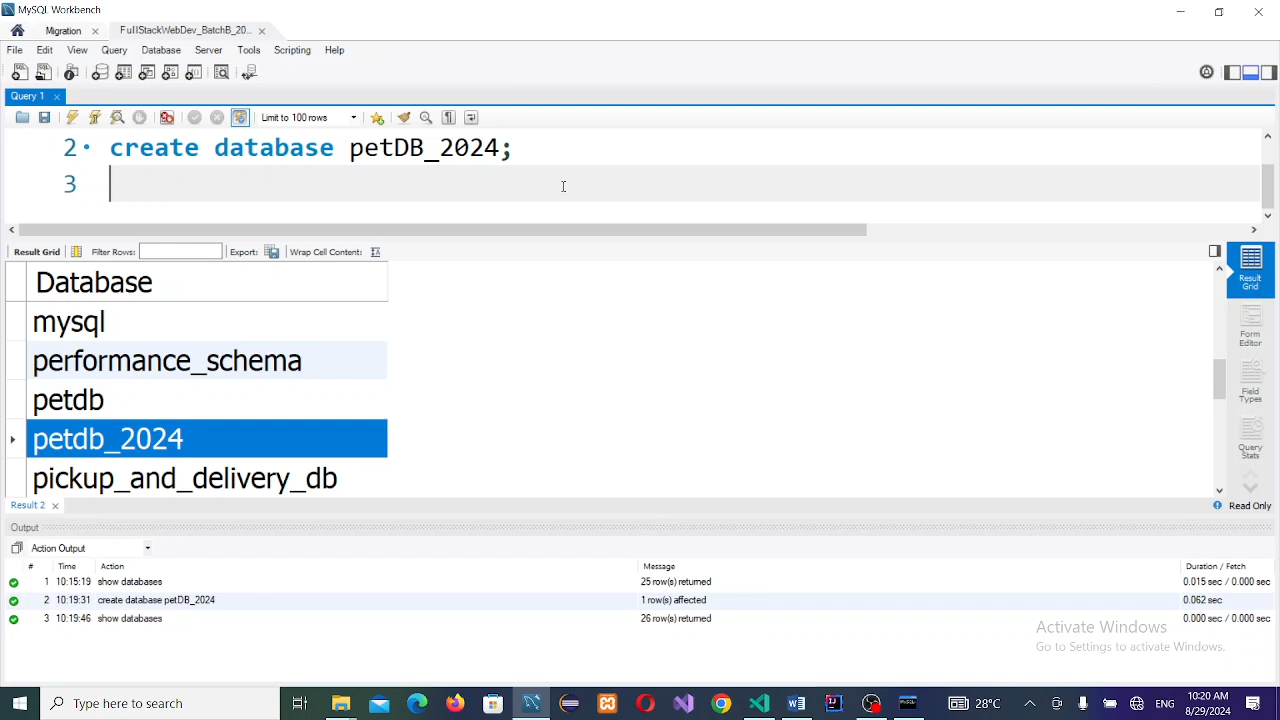 MySQL Workbench
Migration
FullStackWebDev_BatchB_20...
File Edit View Query Database Server Tools Scripting Help
Query 1
Limit to 100 rows
2 create database petDB_2024;
3
Result Grid Filter Rows: Export: Wrap Cell Content:
Database
mysql
performance_schema
petdb
petdb_2024
pickup_and_delivery_db
Result Grid
Form Editor
Field Types
Query Stats
Result 2
Read Only
Output
Action Output
# Time Action Message Duration / Fetch
1 10:15:19 show databases 25 row(s) returned 0.015 sec / 0.000 sec
2 10:19:31 create database petDB_2024 1 row(s) affected 0.062 sec
3 10:19:46 show databases 26 row(s) returned 0.000 sec / 0.000 sec
Activate Windows
Go to Settings to activate Windows.
Type here to search
28°C
ENG
10:20 AM
8/29/2024